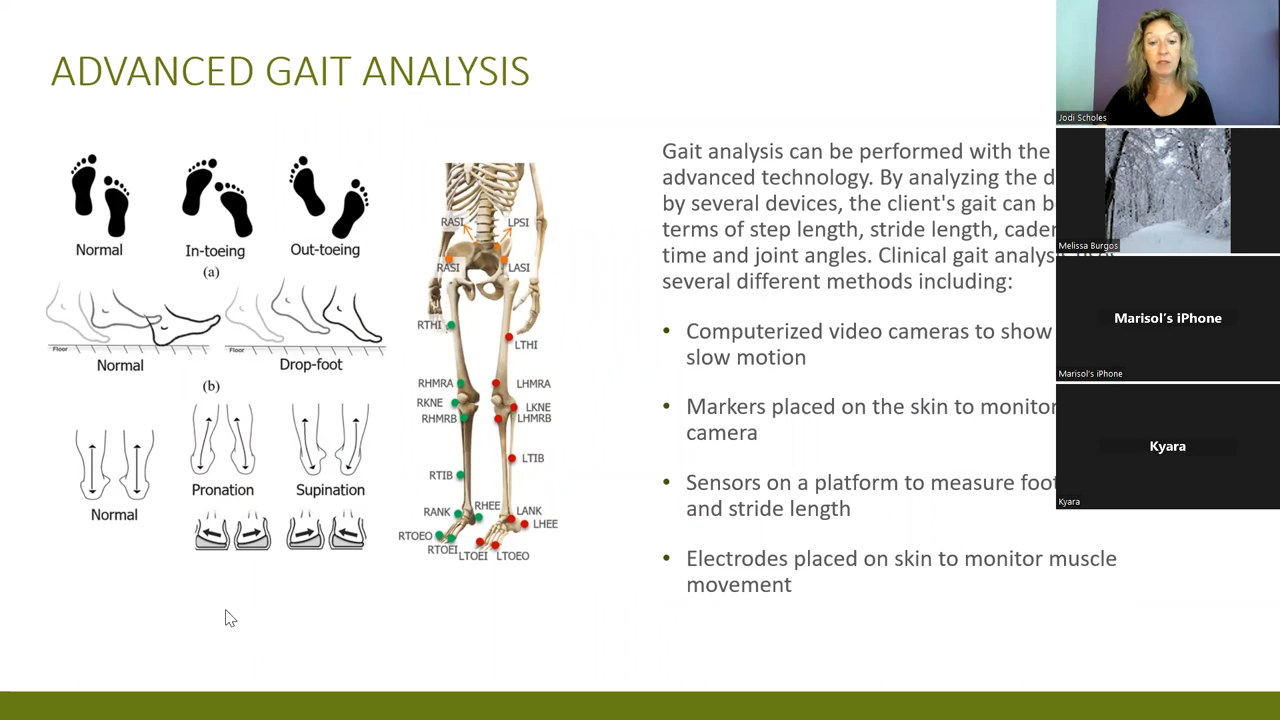 ADVANCED GAIT ANALYSIS
Normal
In-toeing
Out-toeing
(a)
Floor
Normal
Floor
Drop-foot
(b)
Normal
Pronation
Supination
RASI
LPSI
RASI
LASI
RTHI
LTHI
RHMRA
LHMRA
RKNE
LKNE
RHMRB
LHMRB
LTIB
RTIB
RHEE
RANK
LANK
LHEE
RTOEO
RTOEI
LTOEI
LTOEO
Gait analysis can be performed with the
advanced technology. By analyzing the
by several devices, the client's gait can
terms of step length, stride length,
time and joint angles. Clinical gait
several different methods including:
• Computerized video cameras to show
slow motion
• Markers placed on the skin to monitor
camera
• Sensors on a platform to measure
and stride length
• Electrodes placed on skin to monitor muscle
movement
Jodi Scholes
Melissa Burgos
Marisol's iPhone
Marisol's iPhone
Kyara
Kyara